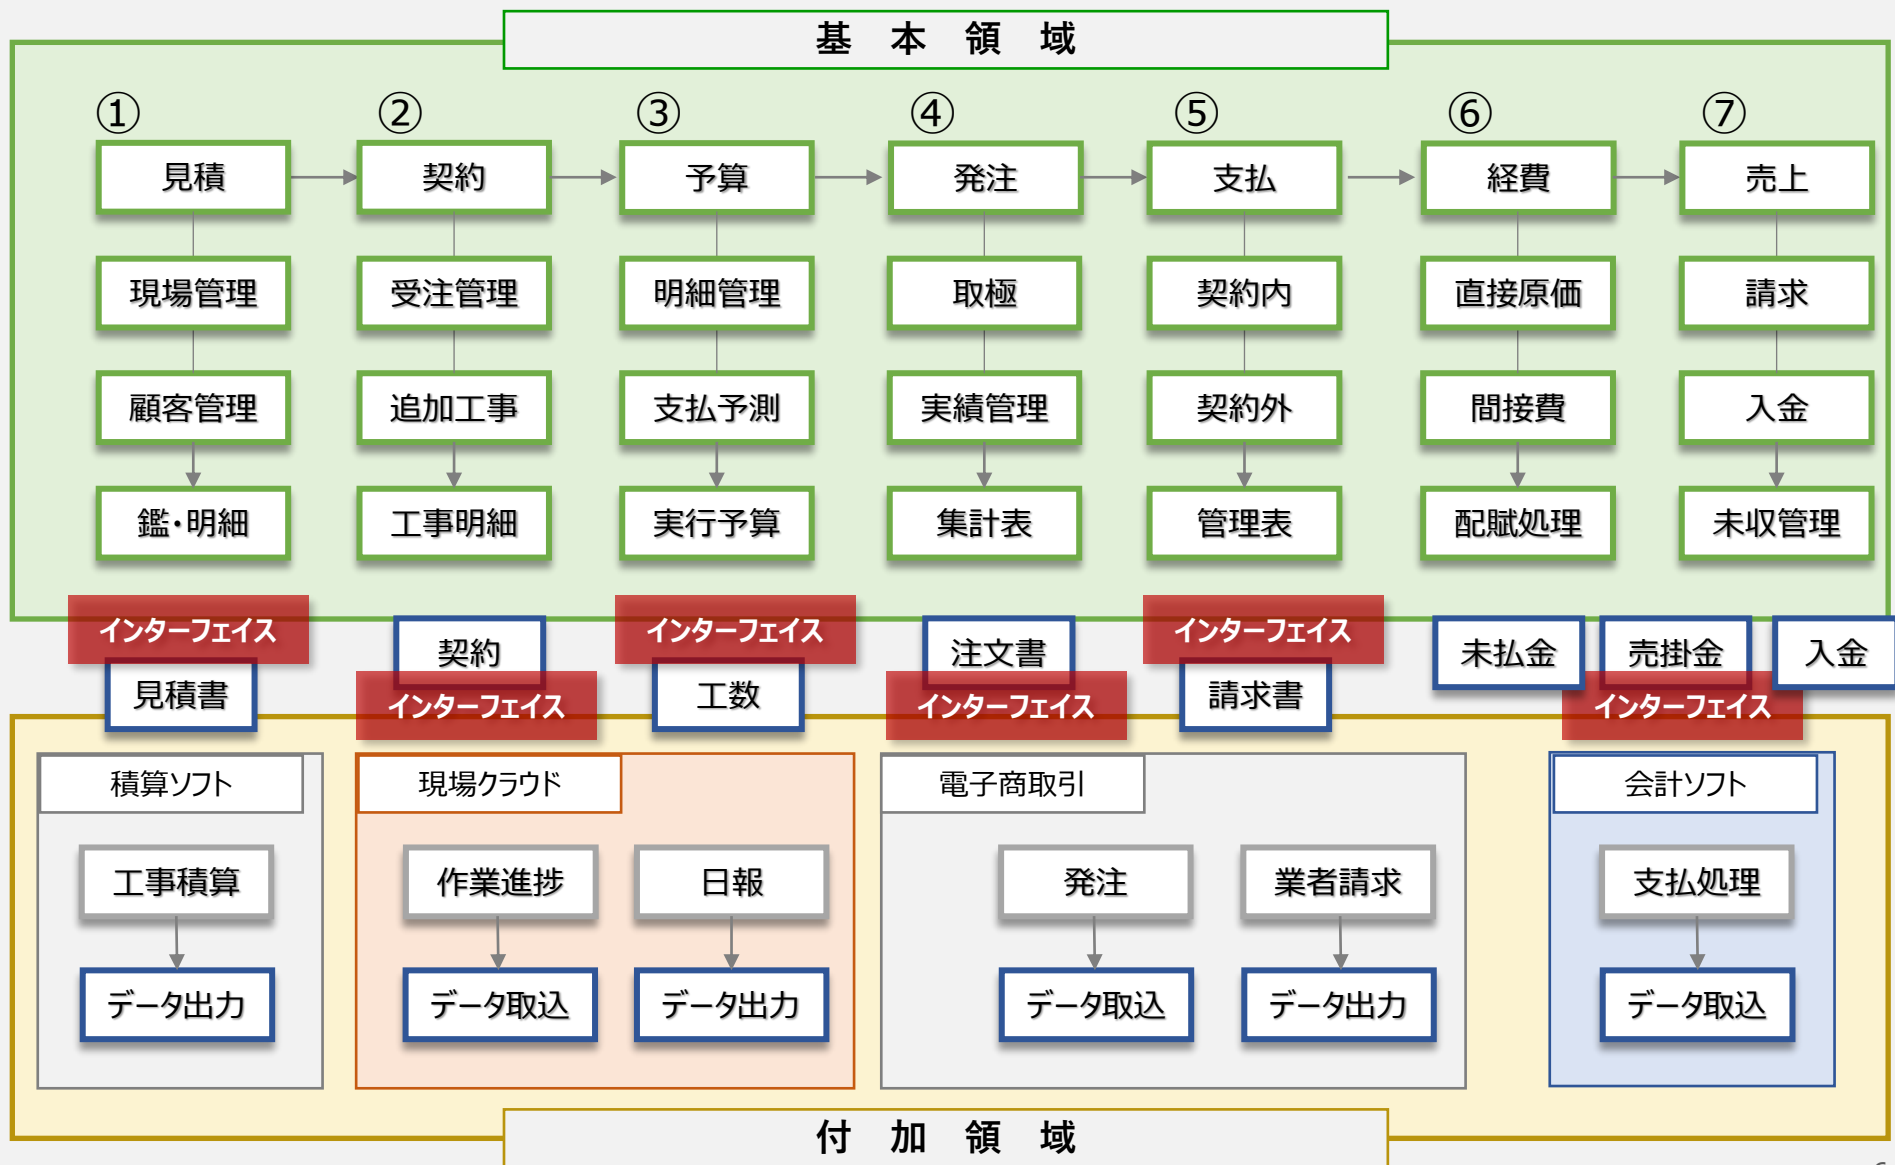 基本領域
①
②
③
④
⑤
⑥
⑦
見積
契約
予算
発注
支払
経費
売上
現場管理
受注管理
明細管理
取極
契約内
直接原価
請求
顧客管理
追加工事
支払予測
実績管理
契約外
間接費
入金
鑑・明細
工事明細
実行予算
集計表
管理表
配賦処理
未収管理
インターフェイス
見積書
契約
インターフェイス
インターフェイス
工数
注文書
インターフェイス
インターフェイス
請求書
未払金
売掛金
入金
インターフェイス
積算ソフト
現場クラウド
電子商取引
会計ソフト
工事積算
作業進捗
日報
発注
業者請求
支払処理
データ出力
データ取込
データ出力
データ取込
データ出力
データ取込
付加領域